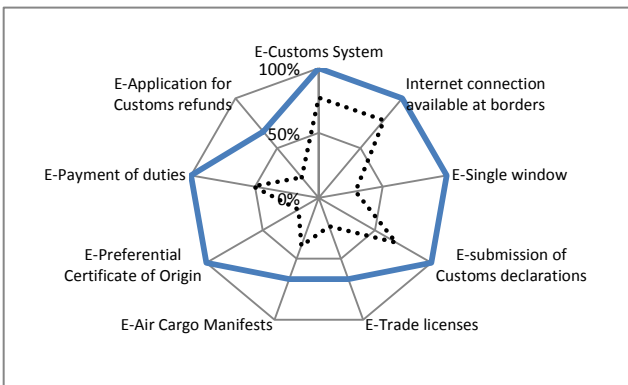 E-Customs System
100%
Internet connection
available at borders
E-Single window
E-submission of
Customs declarations
E-Trade licenses
E-Air Cargo Manifests
E-Preferential
Certificate of Origin
E-Payment of duties
E-Application for
Customs refunds
50%
0%